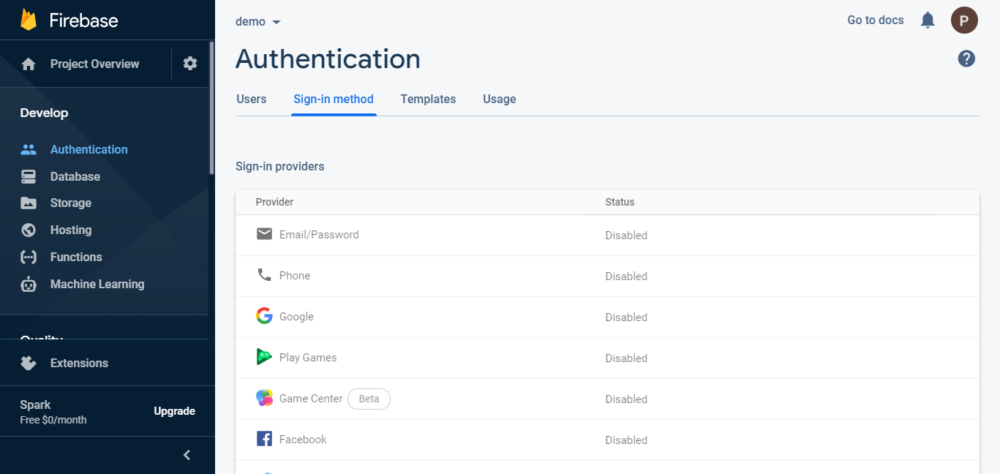 Firebase
Project Overview
Develop
Authentication
Database
Storage
Hosting
Functions
Machine Learning
Quality
Extensions
Spark
Free $0/month
Upgrade
demo
Go to docs
P
Authentication
?
Users Sign-in method Templates Usage
Sign-in providers
Provider Status
Email/Password Disabled
Phone Disabled
Google Disabled
Play Games Disabled
Game Center Beta Disabled
Facebook Disabled